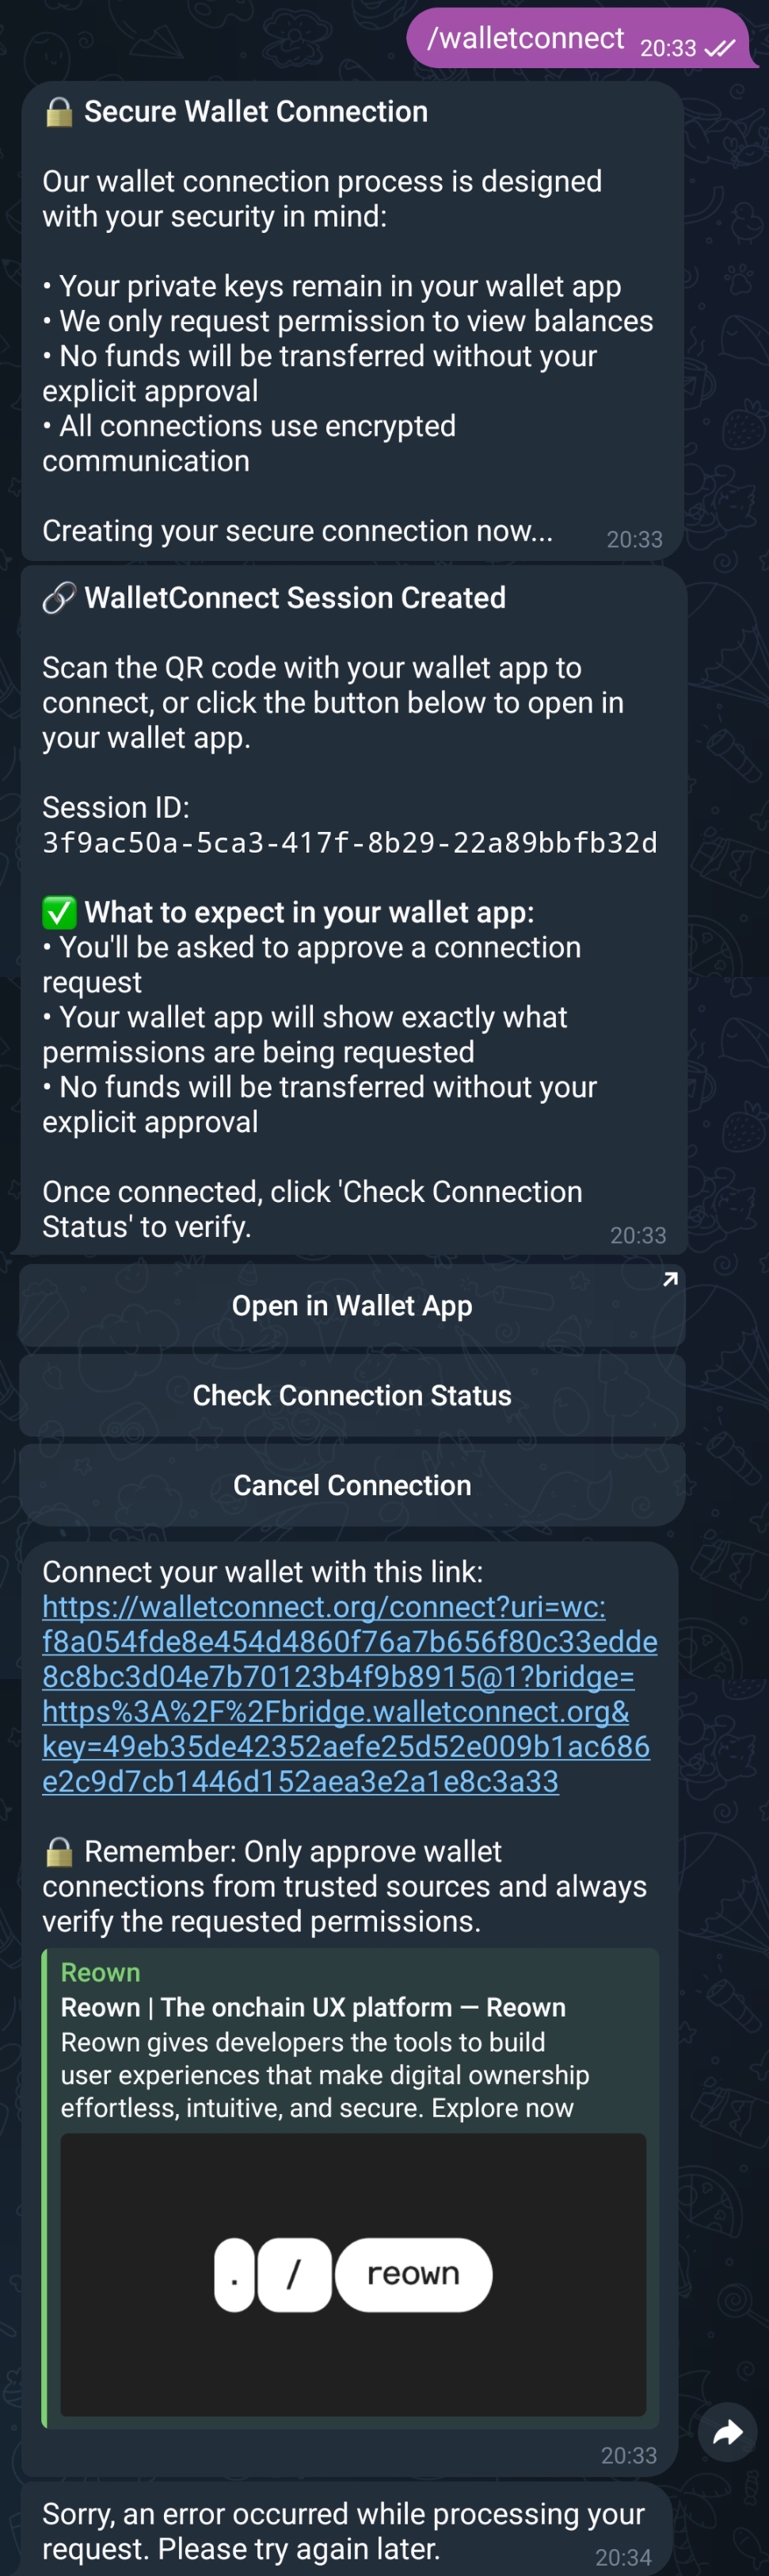 /walletconnect 20:33
🔒 Secure Wallet Connection
Our wallet connection process is designed
with your security in mind:
• Your private keys remain in your wallet app
• We only request permission to view balances
• No funds will be transferred without your
explicit approval
• All connections use encrypted
communication
Creating your secure connection now... 20:33
🔗 WalletConnect Session Created
Scan the QR code with your wallet app to
connect, or click the button below to open in
your wallet app.
Session ID:
3f9ac50a-5ca3-417f-8b29-22a89bbfb32d
✅ What to expect in your wallet app:
• You'll be asked to approve a connection
request
• Your wallet app will show exactly what
permissions are being requested
• No funds will be transferred without your
explicit approval
Once connected, click 'Check Connection
Status' to verify. 20:33
Open in Wallet App
Check Connection Status
Cancel Connection
Connect your wallet with this link:
https://walletconnect.org/connect?uri=wc:
f8a054fde8e454d4860f76a7b656f80c33edde
8c8bc3d04e7b70123b4f9b8915@1?bridge=
https%3A%2F%2Fbridge.walletconnect.org&
key=49eb35de42352aefe25d52e009b1ac686
e2c9d7cb1446d152aea3e2a1e8c3a33
🔒 Remember: Only approve wallet
connections from trusted sources and always
verify the requested permissions.
Reown
Reown | The onchain UX platform — Reown
Reown gives developers the tools to build
user experiences that make digital ownership
effortless, intuitive, and secure. Explore now
. / reown
20:33
Sorry, an error occurred while processing your
request. Please try again later. 20:34